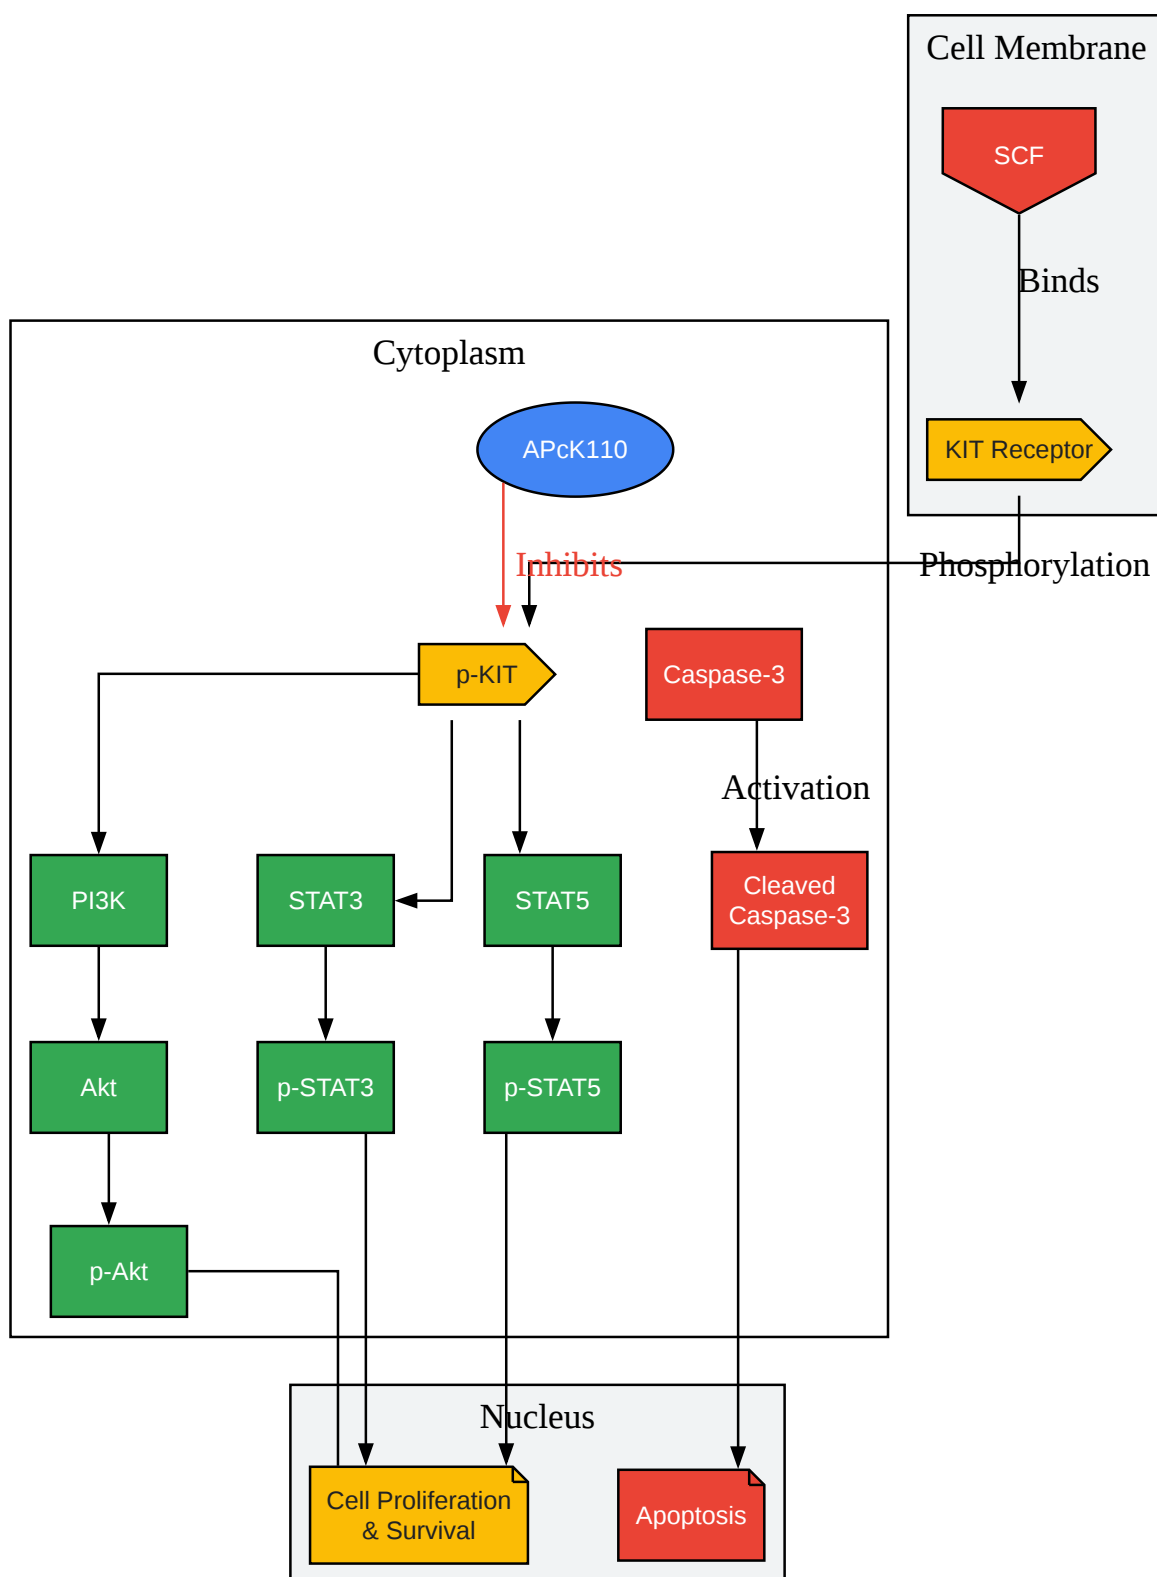 Cell Membrane
SCF
Binds
Cytoplasm
APcK110
KIT Receptor
Inhibits
Phosphorylation
p-KIT
Caspase-3
Activation
PI3K
STAT3
STAT5
Cleaved
Caspase-3
Akt
p-STAT3
p-STAT5
p-Akt
Nucleus
Cell Proliferation
& Survival
Apoptosis